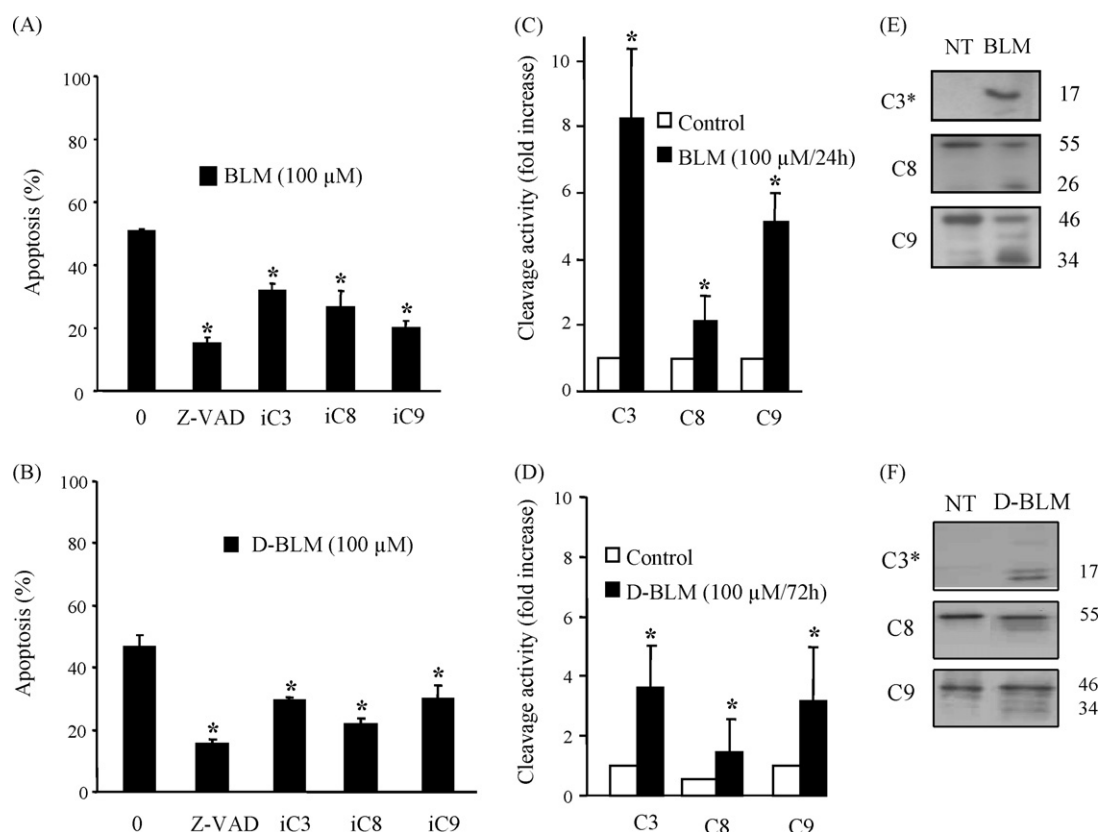 (A)
100
80
60
40
20
0
Apoptosis (%)
BLM (100 µM)
*
*
*
*
0 Z-VAD iC3 iC8 iC9
(C)
10
8
6
4
2
0
Cleavage activity (fold increase)
Control
BLM (100 µM/24h)
*
*
*
C3 C8 C9
(E)
NT BLM
C3* 17
C8 55
26
C9 46
34
(B)
100
80
60
40
20
0
Apoptosis (%)
D-BLM (100 µM)
*
*
*
*
0 Z-VAD iC3 iC8 iC9
(D)
10
8
6
4
2
0
Cleavage activity (fold increase)
Control
D-BLM (100 µM/72h)
*
*
*
C3 C8 C9
(F)
NT D-BLM
C3* 17
C8 55
C9 46
34